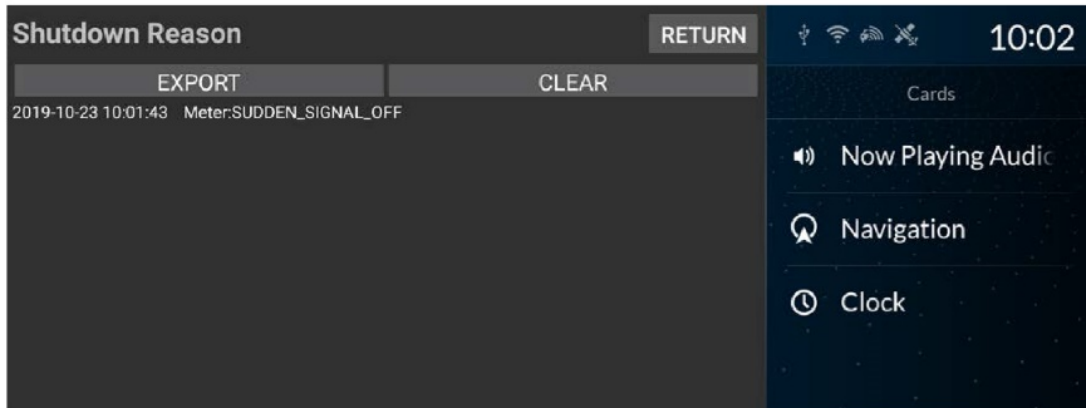 Shutdown Reason
RETURN
EXPORT
CLEAR
2019-10-23 10:01:43 Meter:SUDDEN_SIGNAL_OFF
10:02
Cards
Now Playing Audio
Navigation
Clock